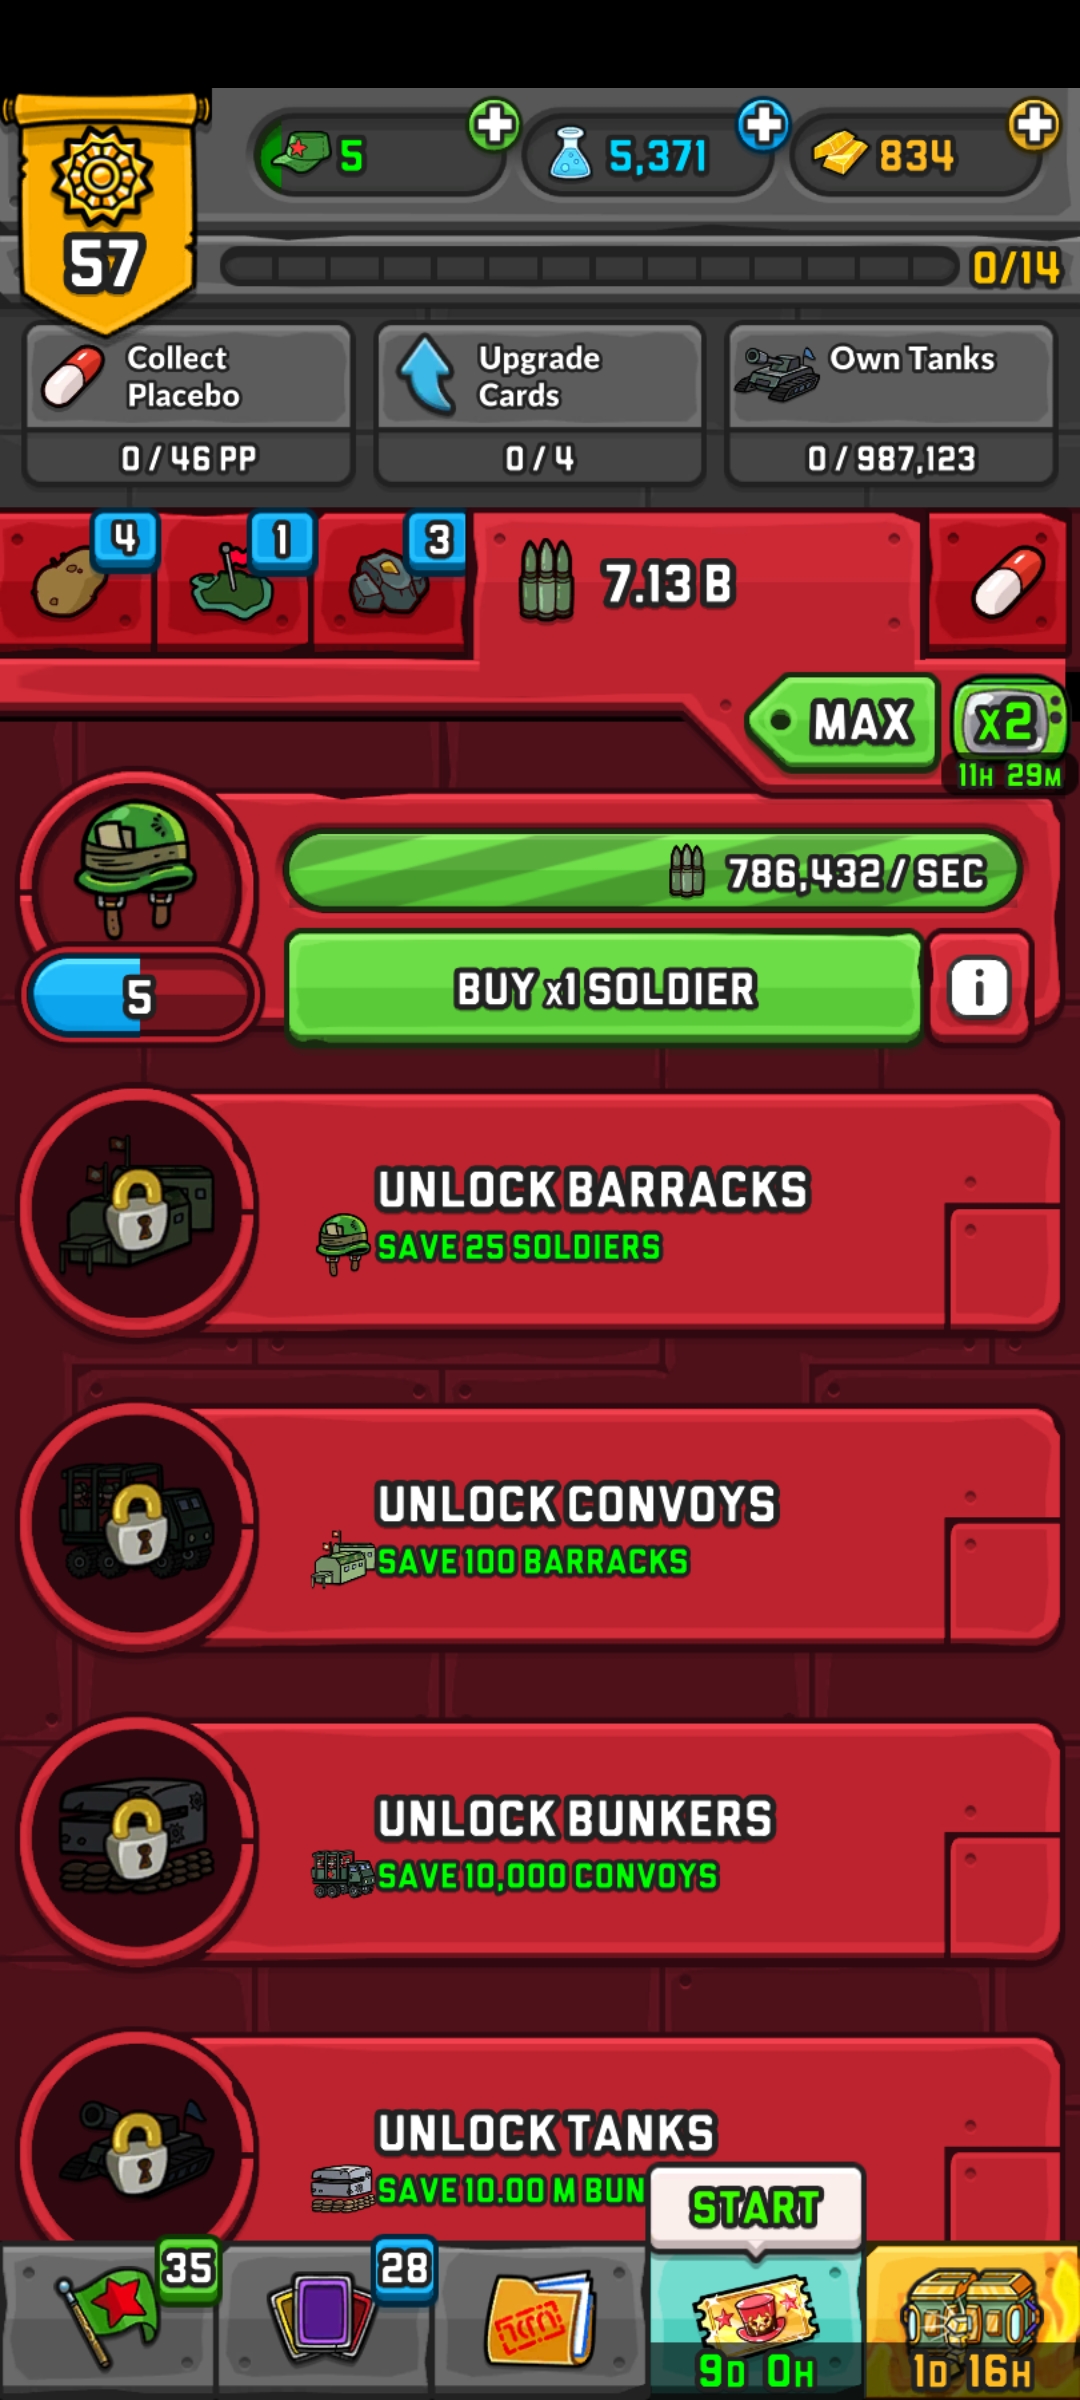 5
5,371
834
57
0/14
Collect
Placebo
Upgrade
Cards
Own Tanks
0 / 46 PP
0 / 4
0 / 987,123
4
1
3
7.13 B
MAX
x2
11H 29M
786,432 / SEC
5
BUY x1 SOLDIER
i
UNLOCK BARRACKS
SAVE 25 SOLDIERS
UNLOCK CONVOYS
SAVE 100 BARRACKS
UNLOCK BUNKERS
SAVE 10,000 CONVOYS
UNLOCK TANKS
SAVE 10.00 M BUN
START
35
28
9D 0H
1D 16H